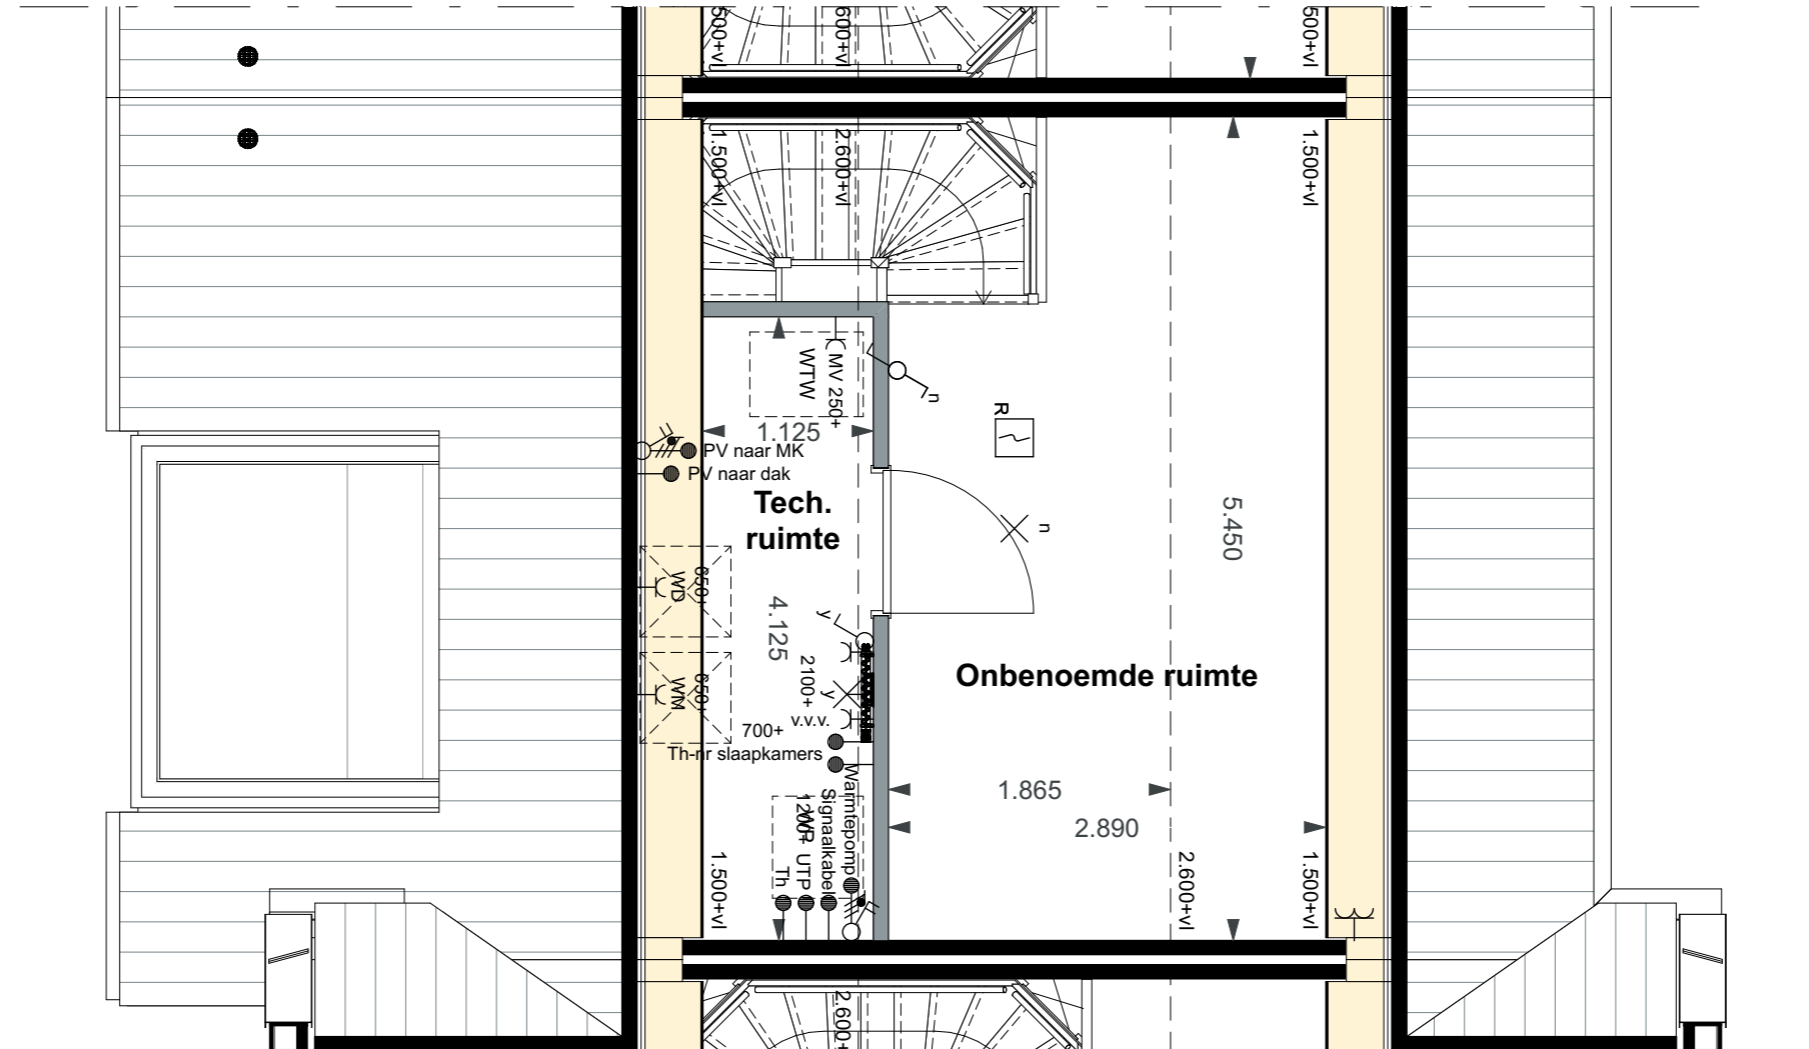 500+vl
600+vl
500+vl
1.500+vl
2.600+vl
1.500+vl
WTW
MV 250+
n
R
1.125
PV naar MK
PV naar dak
Tech.
ruimte
n
5.450
WD
650+
4.125
y
WM
650+
2100+
y
v.v.v.
700+
Th-nr slaapkamers
Onbenoemde ruimte
1.865
2.890
Warmtepomp
Signaalkabel
1200+
WP
UTP
Th
1.500+vl
2.600+vl
1.500+vl
2.600+